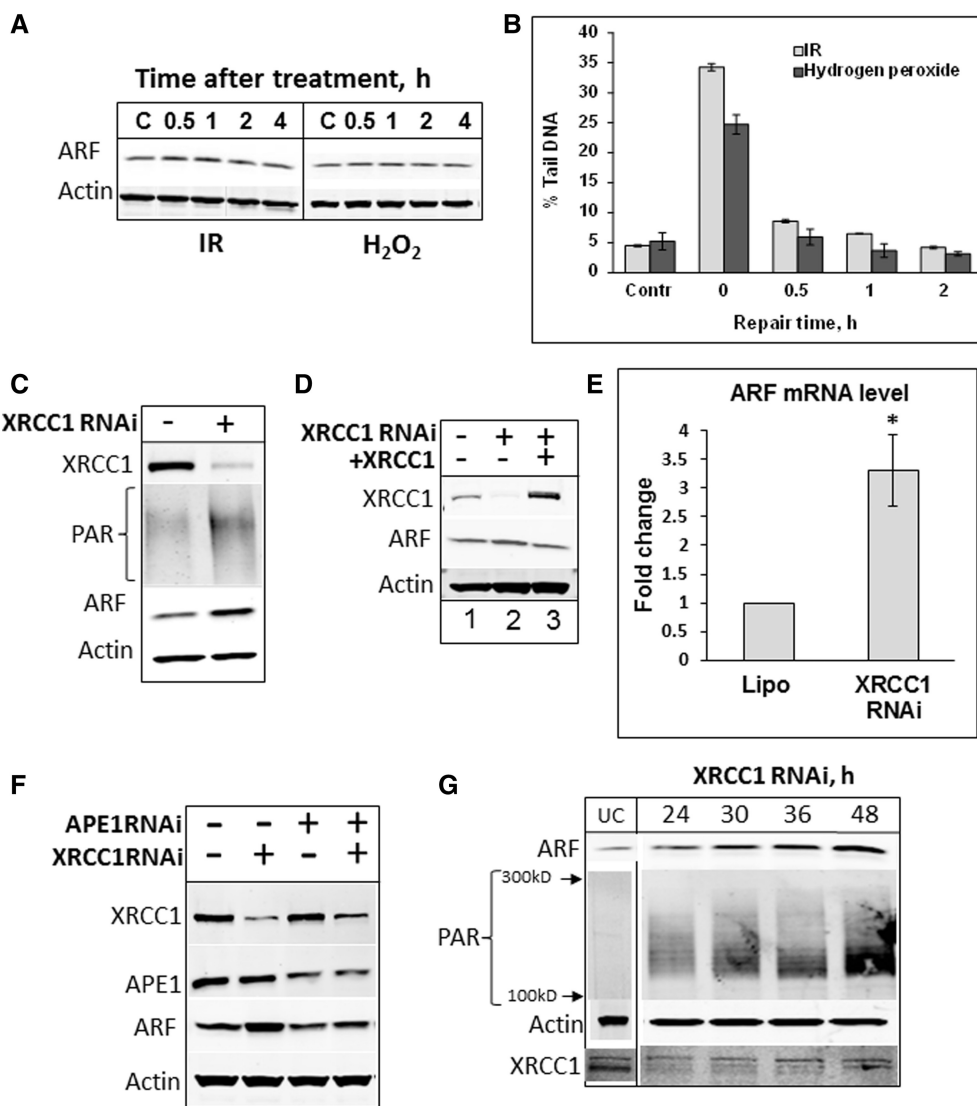 A
Time after treatment, h
C 0.5 1 2 4 C 0.5 1 2 4
ARF
Actin
IR H₂O₂
B
40
35
30
25
20
15
10
5
0
% Tail DNA
IR
Hydrogen peroxide
Contr 0 0.5 1 2
Repair time, h
C
XRCC1 RNAi - +
XRCC1
PAR
ARF
Actin
D
XRCC1 RNAi - + +
+XRCC1 - - +
XRCC1
ARF
Actin
1 2 3
E
ARF mRNA level
4
3.5
3
2.5
2
1.5
1
0.5
0
Fold change
*
Lipo XRCC1
RNAi
F
APE1RNAi - - + +
XRCC1RNAi - + - +
XRCC1
APE1
ARF
Actin
G
XRCC1 RNAi, h
UC 24 30 36 48
ARF
300kD
PAR
100kD
Actin
XRCC1